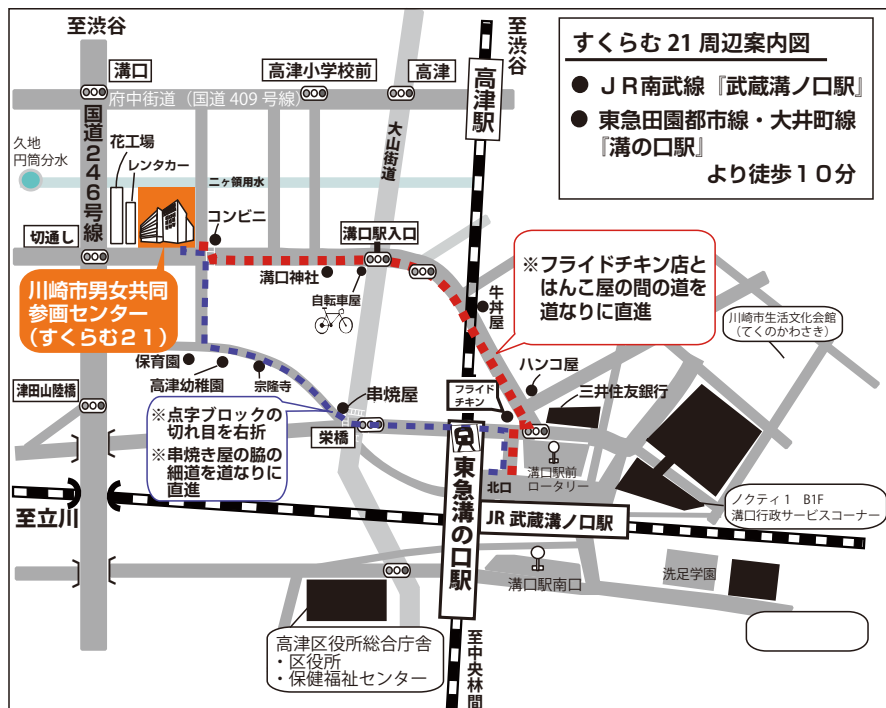 至渋谷
至渋谷
すくらむ21周辺案内図
● JR南武線『武蔵溝ノ口駅』
● 東急田園都市線・大井町線
『溝の口駅』
より徒歩10分
溝口
高津小学校前
高津
高津駅
府中街道(国道409号線)
国道246号線
大山街道
久地
円筒分水
花工場
レンタカー
二ヶ領用水
コンビニ
切通し
溝口駅入口
溝口神社
自転車屋
川崎市男女共同
参画センター
(すくらむ21)
※フライドチキン店と
はんこ屋の間の道を
道なりに直進
牛丼屋
川崎市生活文化会館
(てくのかわさき)
保育園
高津幼稚園
宗隆寺
串焼屋
ハンコ屋
フライド
チキン
三井住友銀行
津田山陸橋
※点字ブロックの
切れ目を右折
※串焼き屋の脇の
細道を道なりに
直進
栄橋
溝口駅前
ロータリー
北口
東急溝の口駅
JR 武蔵溝ノ口駅
ノクティ1 B1F
溝口行政サービスコーナー
至立川
溝口駅南口
洗足学園
高津区役所総合庁舎
・区役所
・保健福祉センター
至中央林間